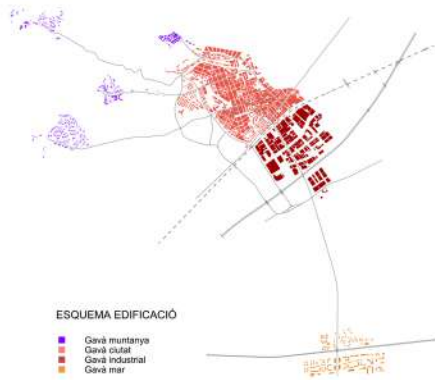 ESQUEMA EDIFICACIÓ
Gavà muntanya
Gavà ciutat
Gavà industrial
Gavà mar